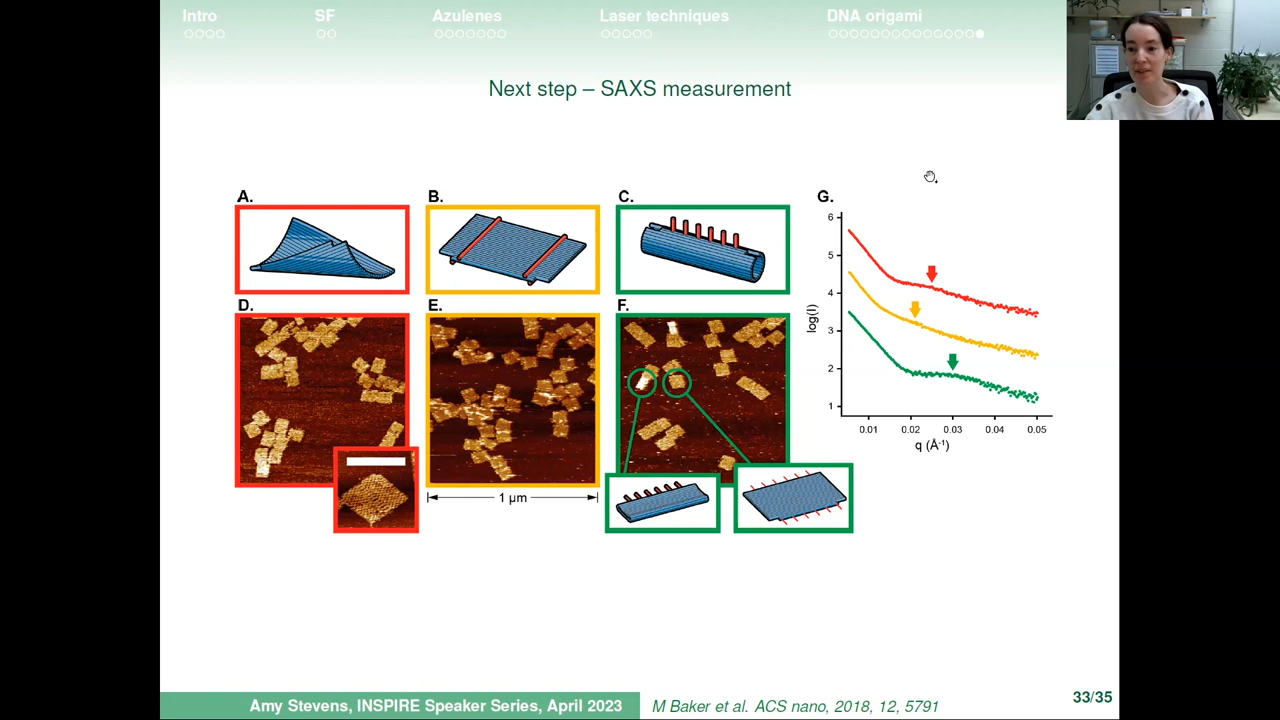 Intro SF Azulenes Laser techniques DNA origami
Next step – SAXS measurement
A. B. C. G.
D. E. F.
6
5
4
3
2
1
log(I)
0.01 0.02 0.03 0.04 0.05
q (Å⁻¹)
1 µm
33/35
Amy Stevens, INSPIRE Speaker Series, April 2023
M Baker et al. ACS nano, 2018, 12, 5791